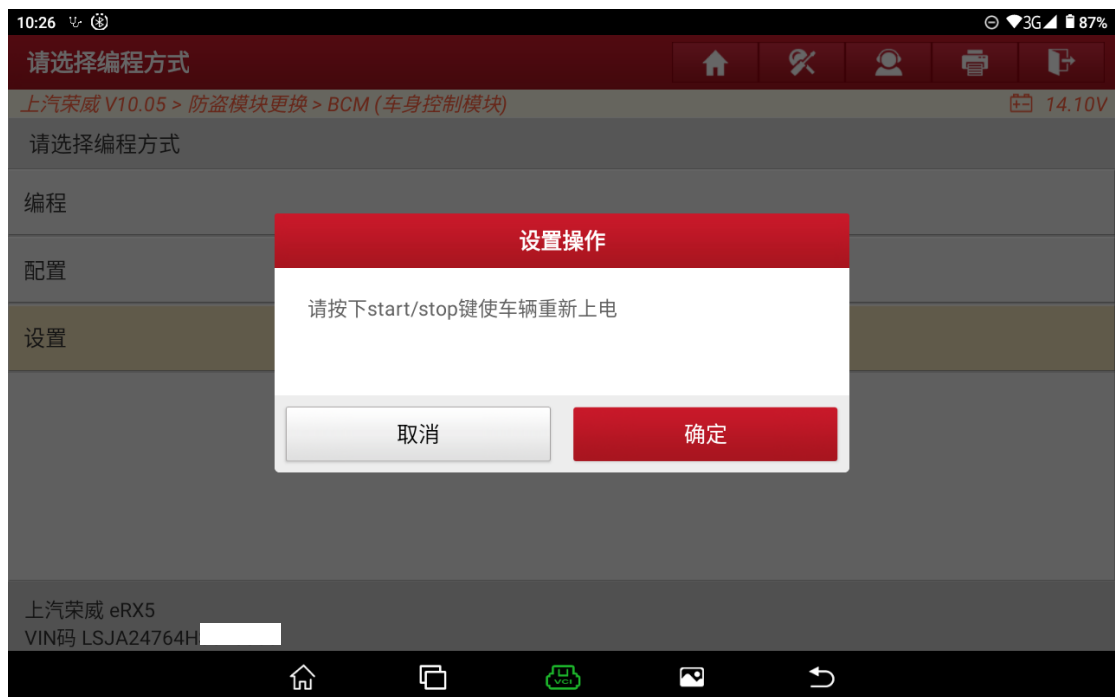 10:26
3G 87%
请选择编程方式
上汽荣威 V10.05 > 防盗模块更换 > BCM (车身控制模块)
14.10V
请选择编程方式
编程
配置
设置
设置操作
请按下start/stop键使车辆重新上电
取消
确定
上汽荣威 eRX5
VIN码 LSJA24764H
VCI